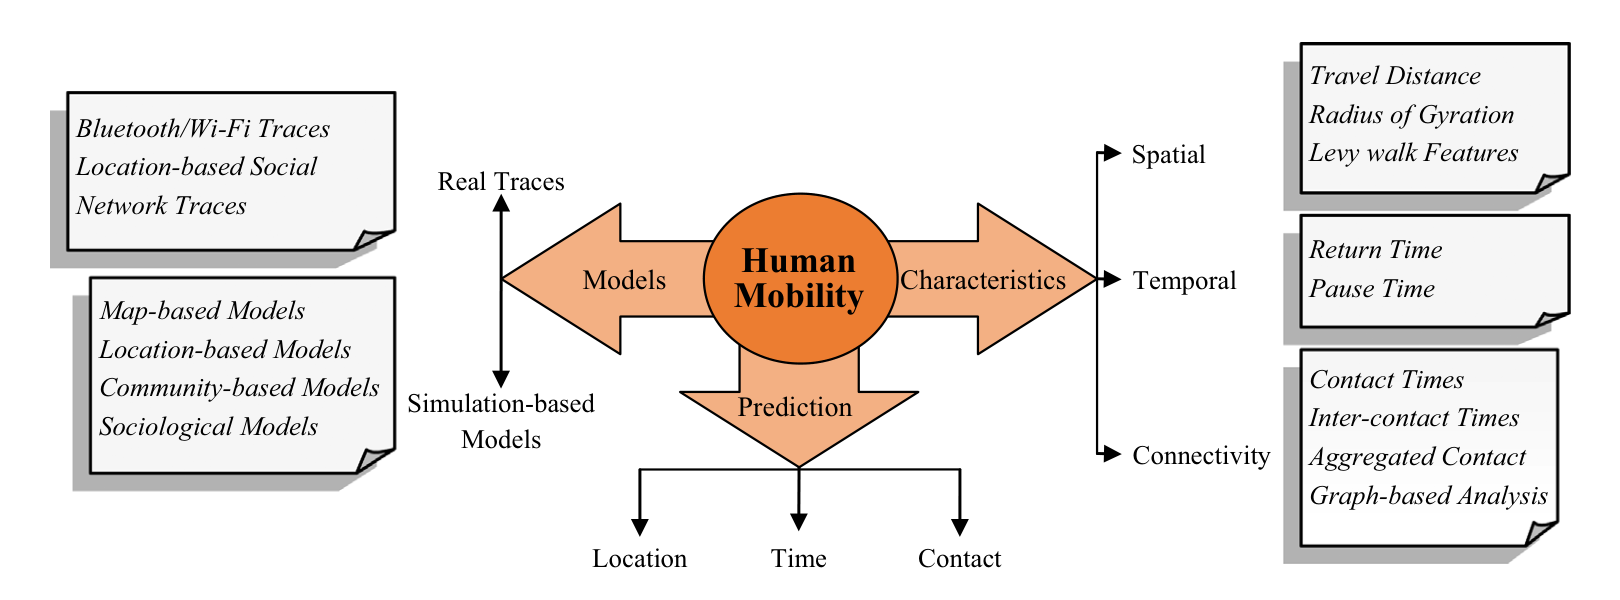 Bluetooth/Wi-Fi Traces
Location-based Social
Network Traces
Map-based Models
Location-based Models
Community-based Models
Sociological Models
Real Traces
Simulation-based
Models
Models
Human
Mobility
Characteristics
Prediction
Location
Time
Contact
Spatial
Temporal
Connectivity
Travel Distance
Radius of Gyration
Levy walk Features
Return Time
Pause Time
Contact Times
Inter-contact Times
Aggregated Contact
Graph-based Analysis